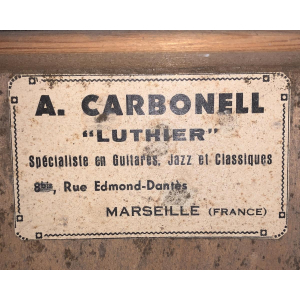 A. CARBONELL
"LUTHIER"
Spécialiste en Guitares, Jazz et Classiques
8bis, Rue Edmond-Dantès
MARSEILLE (FRANCE)